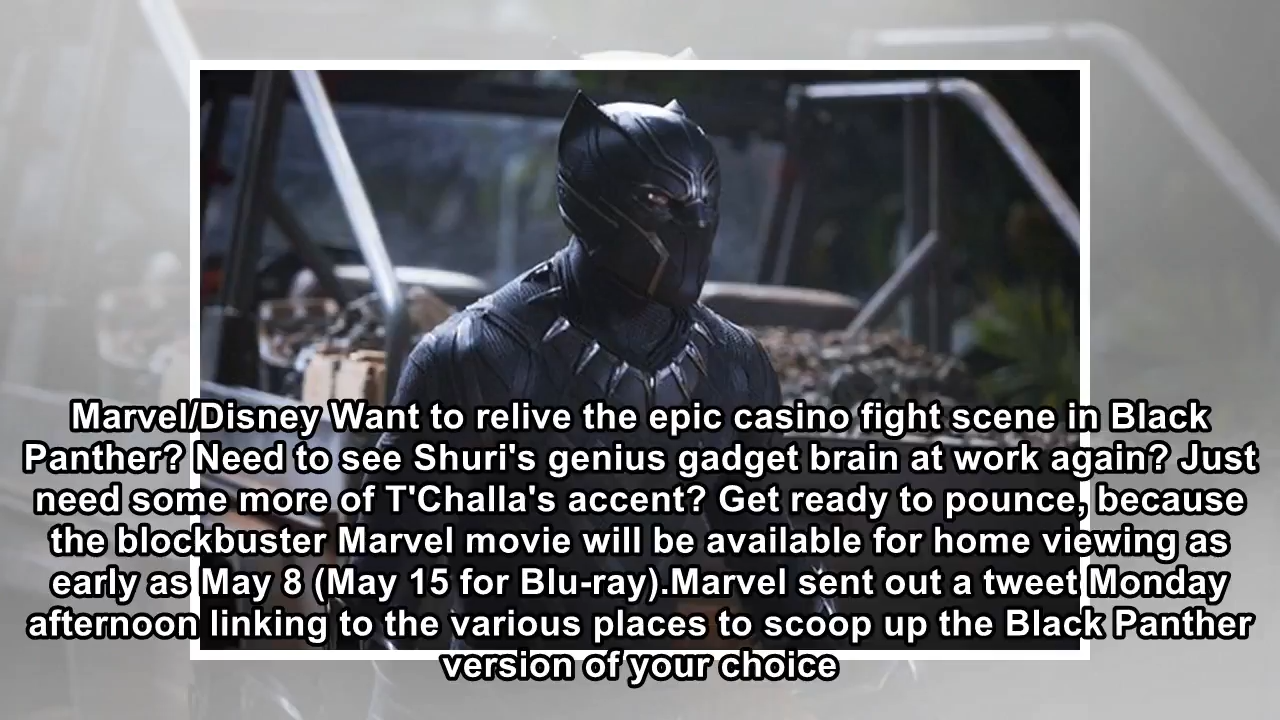 Marvel/Disney Want to relive the epic casino fight scene in Black
Panther? Need to see Shuri's genius gadget brain at work again? Just
need some more of T'Challa's accent? Get ready to pounce, because
the blockbuster Marvel movie will be available for home viewing as
early as May 8 (May 15 for Blu-ray).Marvel sent out a tweet Monday
afternoon linking to the various places to scoop up the Black Panther
version of your choice